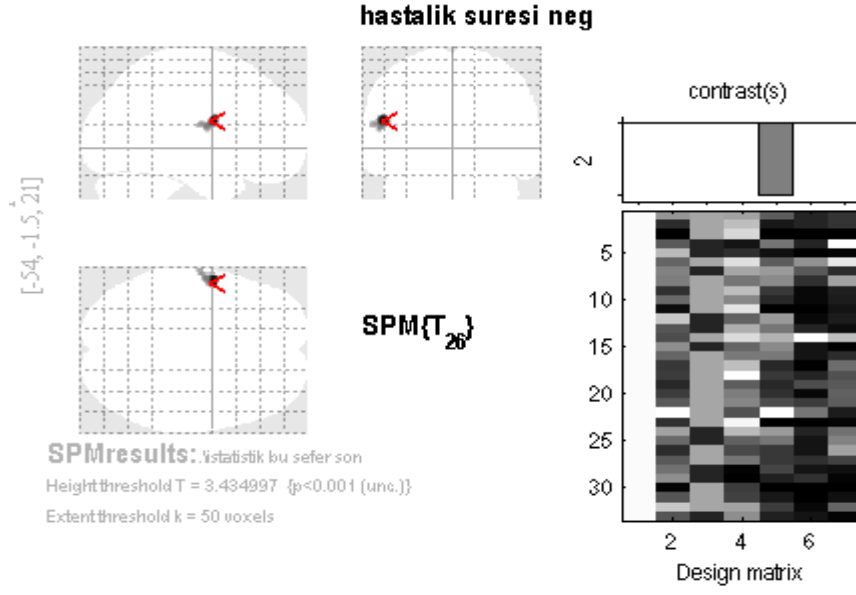 hastalik suresi neg
contrast(s)
2
[-54, -1.5, 21]
SPM{T26}
5
10
15
20
25
30
2 4 6
Design matrix
SPMresults: .\istatistik bu sefer son
Height threshold T = 3.434997 {p<0.001 (unc.)}
Extent threshold k = 50 voxels